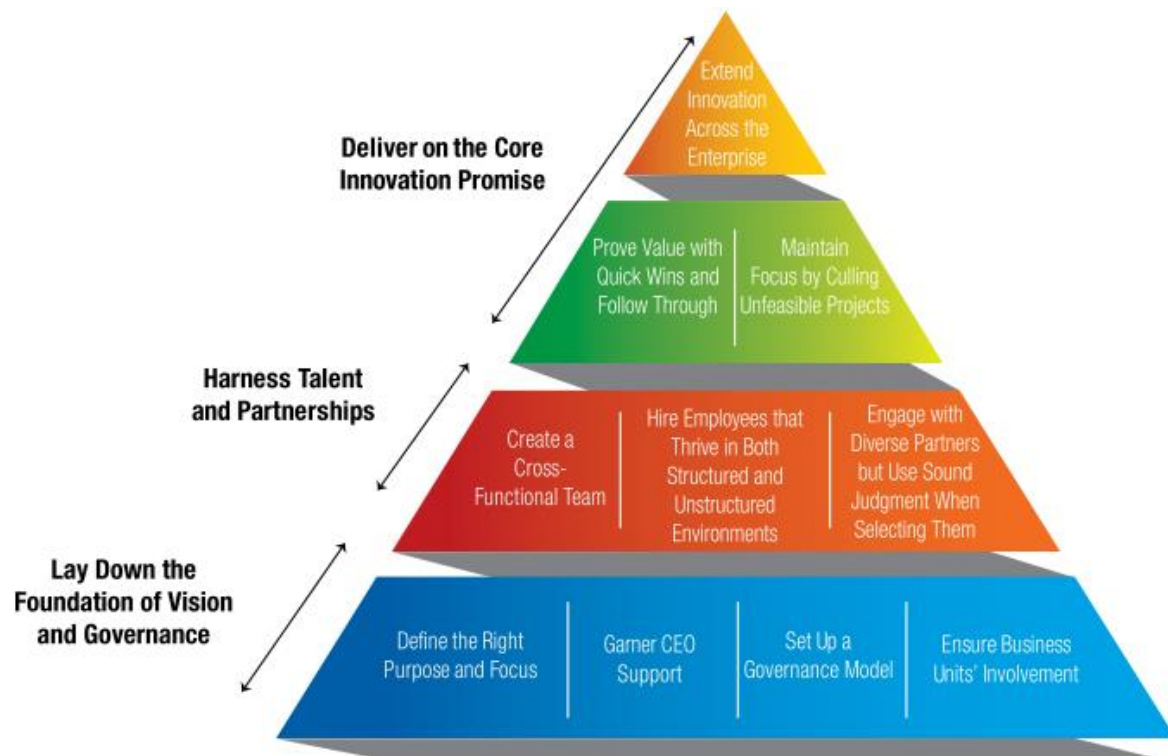 Extend
Innovation
Across the
Enterprise
Deliver on the Core
Innovation Promise
Prove Value with
Quick Wins and
Follow Through
Maintain
Focus by Culling
Unfeasible Projects
Harness Talent
and Partnerships
Create a
Cross-
Functional Team
Hire Employees that
Thrive in Both
Structured and
Unstructured
Environments
Engage with
Diverse Partners
but Use Sound
Judgment When
Selecting Them
Lay Down the
Foundation of Vision
and Governance
Define the Right
Purpose and Focus
Garner CEO
Support
Set Up a
Governance Model
Ensure Business
Units' Involvement